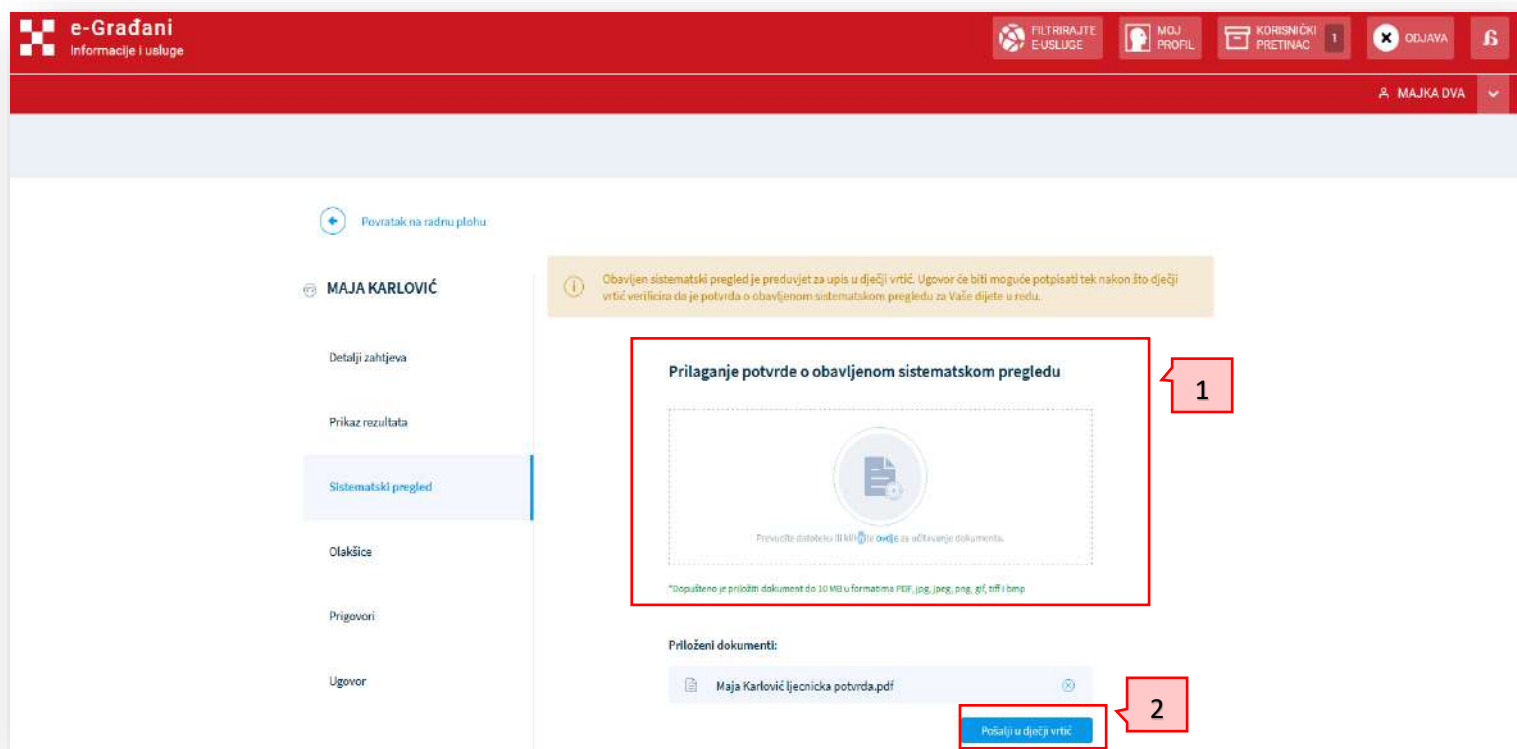 e-Građani
Informacije i usluge
FILTRIRAJTE
E-USLUGE
MOJ
PROFIL
KORISNIČKI
PRETINAC
1
ODJAVA
MAJKA DVA
Povratak na radnu plohu
MAJA KARLOVIĆ
Obavljen sistematski pregled je preduvjet za upis u dječji vrtić. Ugovor će biti moguće potpisati tek nakon što dječji
vrtić verificira da je potvrda o obavljenom sistematskom pregledu za Vaše dijete u redu.
Detalji zahtjeva
Prikaz rezultata
Sistematski pregled
Olakšice
Prigovori
Ugovor
Prilaganje potvrde o obavljenom sistematskom pregledu
1
Prevucite datoteku ili kliknite ovdje za učitavanje dokumenta.
*Dopušteno je priložiti dokument do 10 MB u formatima PDF, jpg, jpeg, png, gif, tiff i bmp
Priloženi dokumenti:
Maja Karlović ljecnicka potvrda.pdf
2
Pošalji u dječji vrtić